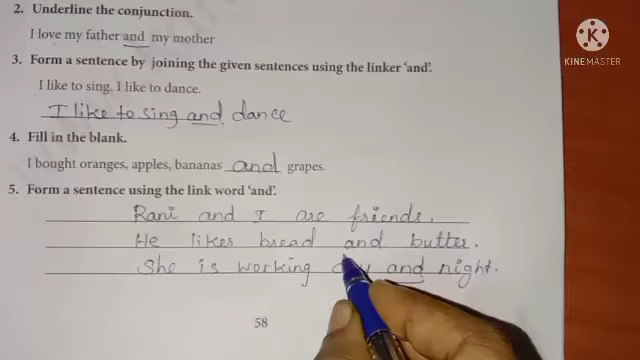 2. Underline the conjunction.
I love my father and my mother
3. Form a sentence by joining the given sentences using the linker 'and'.
I like to sing. I like to dance.
I like to sing and dance
4. Fill in the blank.
I bought oranges, apples, bananas and grapes.
5. Form a sentence using the link word 'and'.
Rani and I are friends.
He likes bread and butter.
She is working day and night.
58
K
KINEMASTER